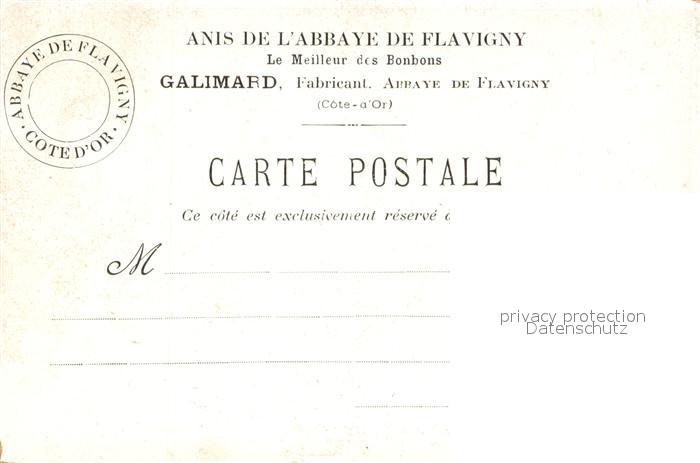 ABBAYE DE FLAVIGNY
· COTE D'OR ·
ANIS DE L'ABBAYE DE FLAVIGNY
Le Meilleur des Bonbons
GALIMARD, Fabricant. ABBAYE DE FLAVIGNY
(Côte-d'Or)
CARTE POSTALE
Ce côté est exclusivement réservé
M
privacy protection
Datenschutz